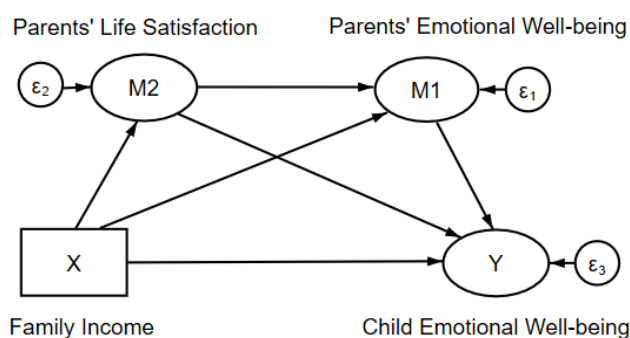 Parents' Life Satisfaction
Parents' Emotional Well-being
ε2
M2
M1
ε1
X
Y
ε3
Family Income
Child Emotional Well-being